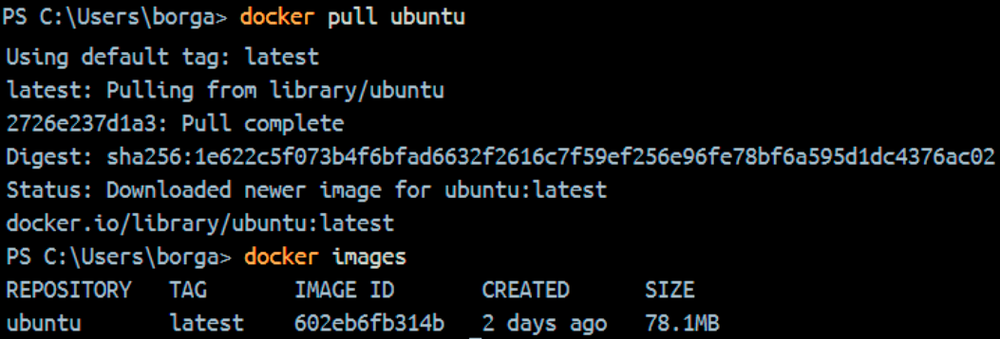 PS C:\Users\borga> docker pull ubuntu
Using default tag: latest
latest: Pulling from library/ubuntu
2726e237d1a3: Pull complete
Digest: sha256:1e622c5f073b4f6bfad6632f2616c7f59ef256e96fe78bf6a595d1dc4376ac02
Status: Downloaded newer image for ubuntu:latest
docker.io/library/ubuntu:latest
PS C:\Users\borga> docker images
REPOSITORY   TAG       IMAGE ID       CREATED      SIZE
ubuntu       latest    602eb6fb314b   2 days ago   78.1MB